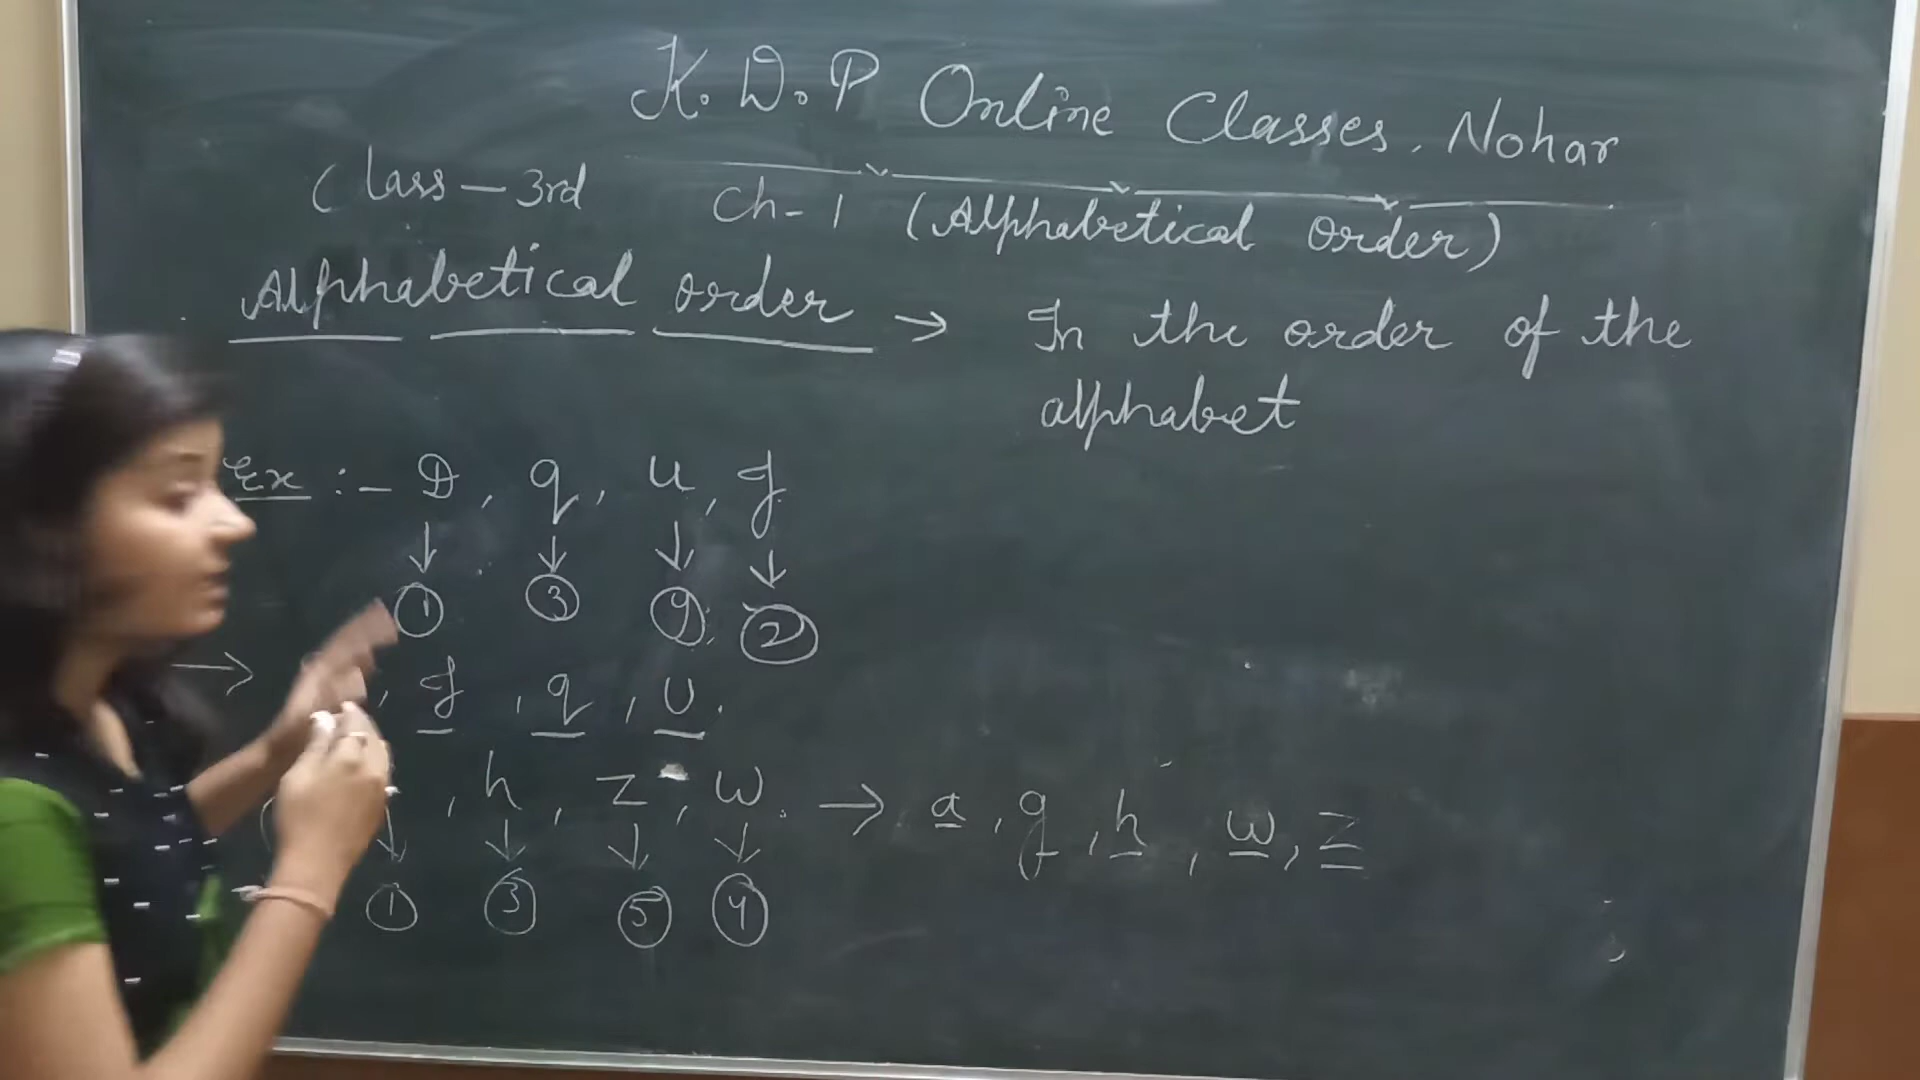 K. D. P Online Classes, Nohar
Class - 3rd Ch-1 (Alphabetical Order)
Alphabetical order → In the order of the
alphabet
Ex :- D, q, u, g
↓ ↓ ↓ ↓
① ③ ④ ②
→ , g, q, u.
, h, z, w. → a, g, h, w, z
↓ ↓ ↓ ↓
① ③ ⑤ ④